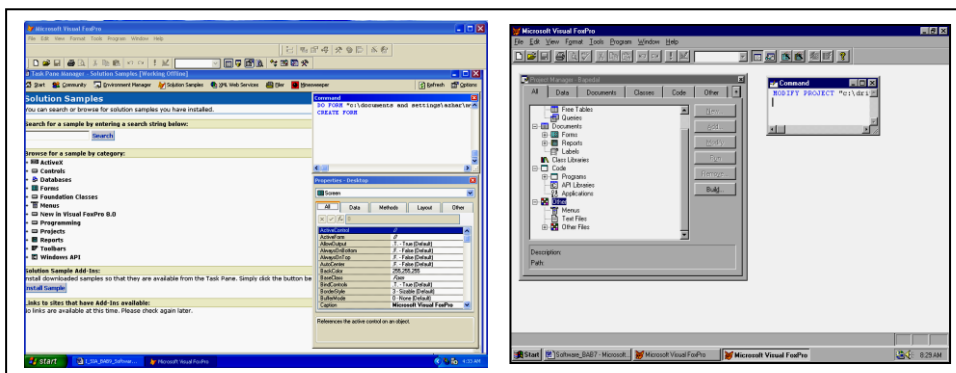 Microsoft Visual FoxPro
File Edit View Format Tools Program Window Help
Task Pane Manager - Solution Samples [Working Offline]
Start Community Environment Manager Solution Samples XML Web Services Filer Minesweeper Refresh Options
Solution Samples
You can search or browse for solution samples you have installed.
Search for a sample by entering a search string below:
Search
Browse for a sample by category:
ActiveX
Controls
Databases
Forms
Foundation Classes
Menus
New in Visual FoxPro 8.0
Programming
Projects
Reports
Toolbars
Windows API
Solution Sample Add-Ins:
Install downloaded samples so that they are available from the Task Pane. Simply click the button be
Install Sample
Links to sites that have Add-Ins available:
No links are available at this time. Please check again later.
Command
DO FORM "c:\documents and settings\azhar\m
CREATE FORM
Properties - Desktop
Screen
All Data Methods Layout Other
ActiveControl
ActiveForm
AllowOutput .T. - True (Default)
AlwaysOnBottom .F. - False (Default)
AlwaysOnTop .F. - False (Default)
AutoCenter .F. - False (Default)
BackColor 255,255,255
BaseClass
BindControls .T. - True (Default)
BorderStyle 3 - Sizable (Default)
BufferMode 0 - None (Default)
Caption Microsoft Visual FoxPro
References the active control on an object.
start Microsoft Visual FoxPro 4:33 AM
Microsoft Visual FoxPro
File Edit View Format Tools Program Window Help
Project Manager - Bapedal
All Data Documents Classes Code Other
Free Tables
Queries
Documents
Forms
Reports
Labels
Class Libraries
Code
Programs
API Libraries
Applications
Other
Menus
Text Files
Other Files
New...
Add...
Modify
Run
Remove...
Build...
Description:
Path:
Command
MODIFY PROJECT "c:\dri
Start Software_BAB7 - Microsoft... Microsoft Visual FoxPro Microsoft Visual FoxPro 8:29 AM